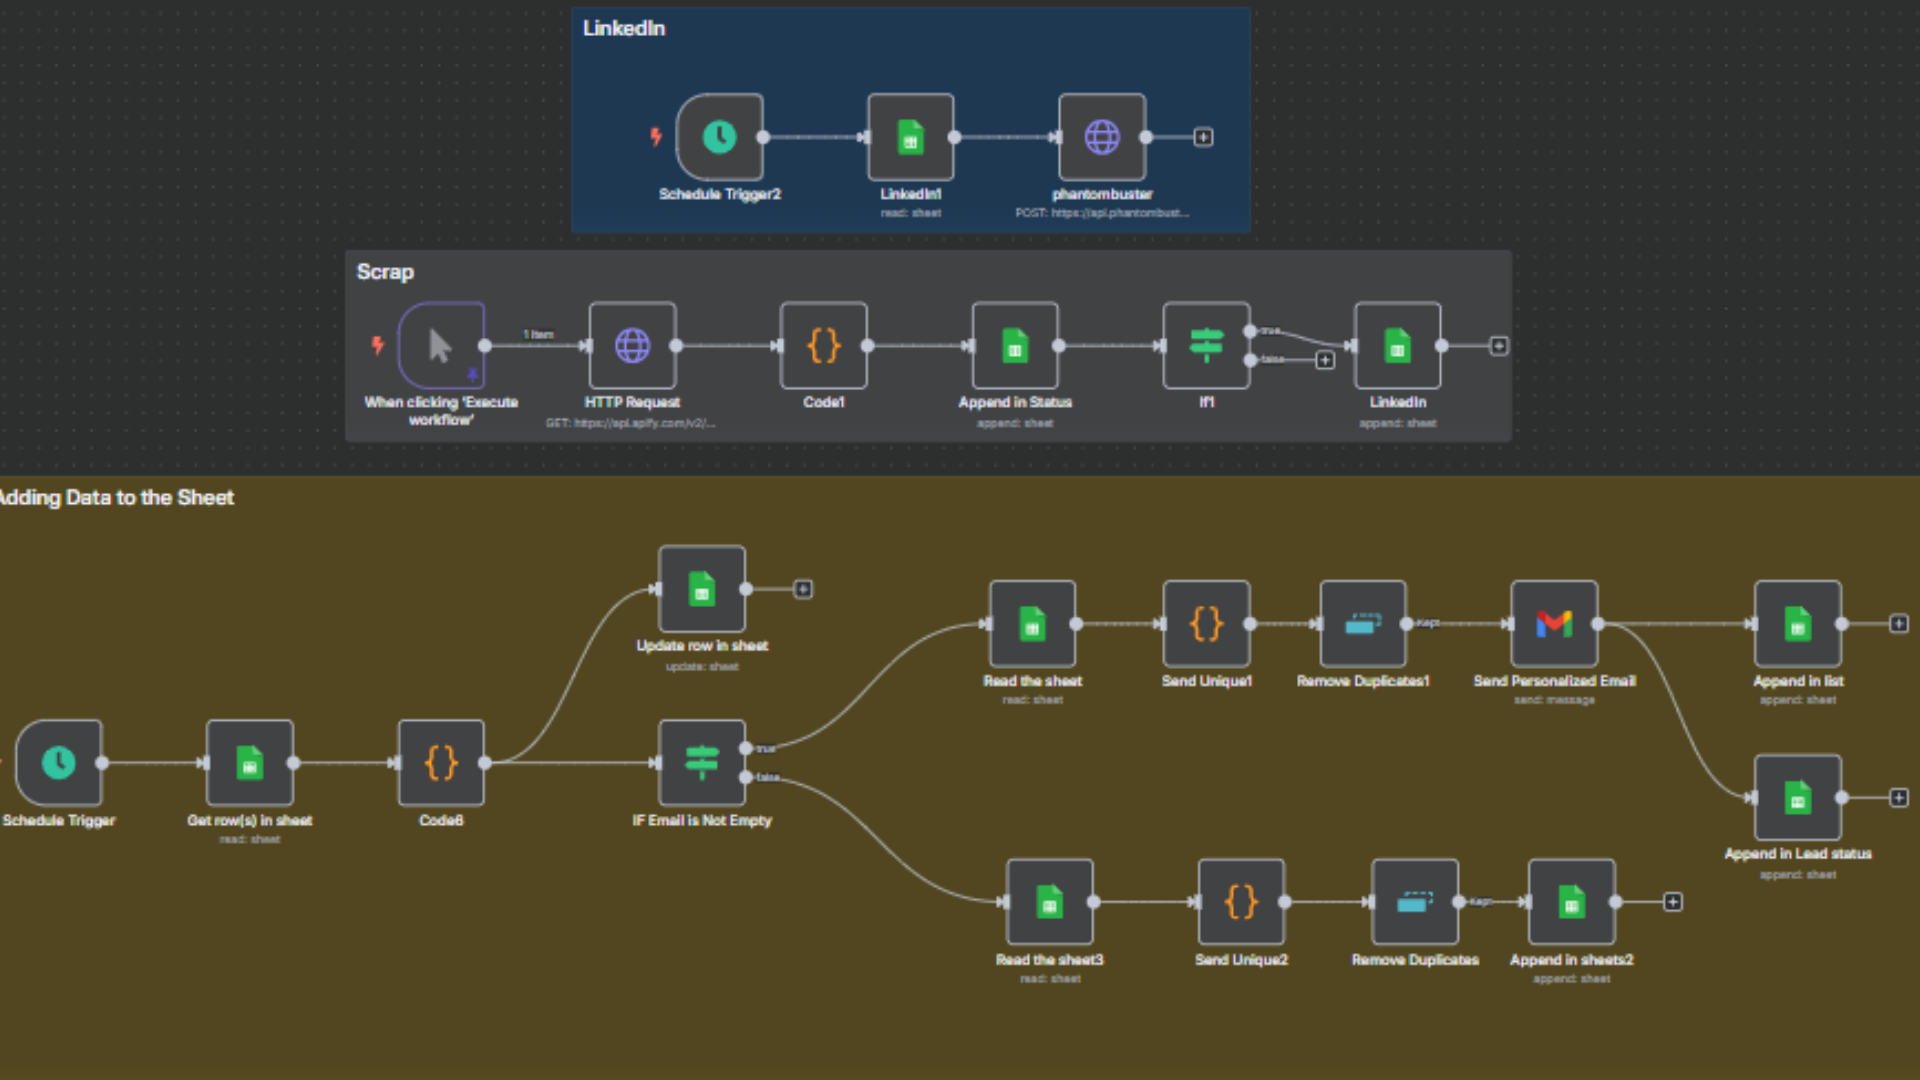 LinkedIn
Schedule Trigger2
LinkedIn1
read: sheet
phantombuster
POST: https://api.phantombust...
Scrap
1 item
true
false
When clicking 'Execute
workflow'
HTTP Request
GET: https://api.apify.com/v2/...
Code1
Append in Status
append: sheet
If1
LinkedIn
append: sheet
Adding Data to the Sheet
Update row in sheet
update: sheet
Kept
Read the sheet
read: sheet
Send Unique1
Remove Duplicates1
Send Personalized Email
send: message
Append in list
append: sheet
true
false
Schedule Trigger
Get row(s) in sheet
read: sheet
Code6
IF Email is Not Empty
Append in Lead status
append: sheet
Kept
Read the sheet3
read: sheet
Send Unique2
Remove Duplicates
Append in sheets2
append: sheet